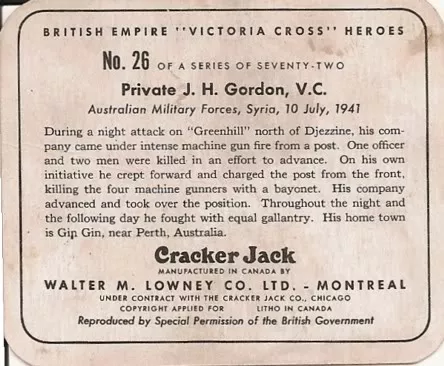 BRITISH EMPIRE "VICTORIA CROSS" HEROES
No. 26 OF A SERIES OF SEVENTY-TWO
Private J. H. Gordon, V.C.
Australian Military Forces, Syria, 10 July, 1941
During a night attack on "Greenhill" north of Djezzine, his com-
pany came under intense machine gun fire from a post. One officer
and two men were killed in an effort to advance. On his own
initiative he crept forward and charged the post from the front,
killing the four machine gunners with a bayonet. His company
advanced and took over the position. Throughout the night and
the following day he fought with equal gallantry. His home town
is Gin Gin, near Perth, Australia.
Cracker Jack
MANUFACTURED IN CANADA BY
WALTER M. LOWNEY CO. LTD. - MONTREAL
UNDER CONTRACT WITH THE CRACKER JACK CO., CHICAGO
COPYRIGHT APPLIED FOR LITHO IN CANADA
Reproduced by Special Permission of the British Government